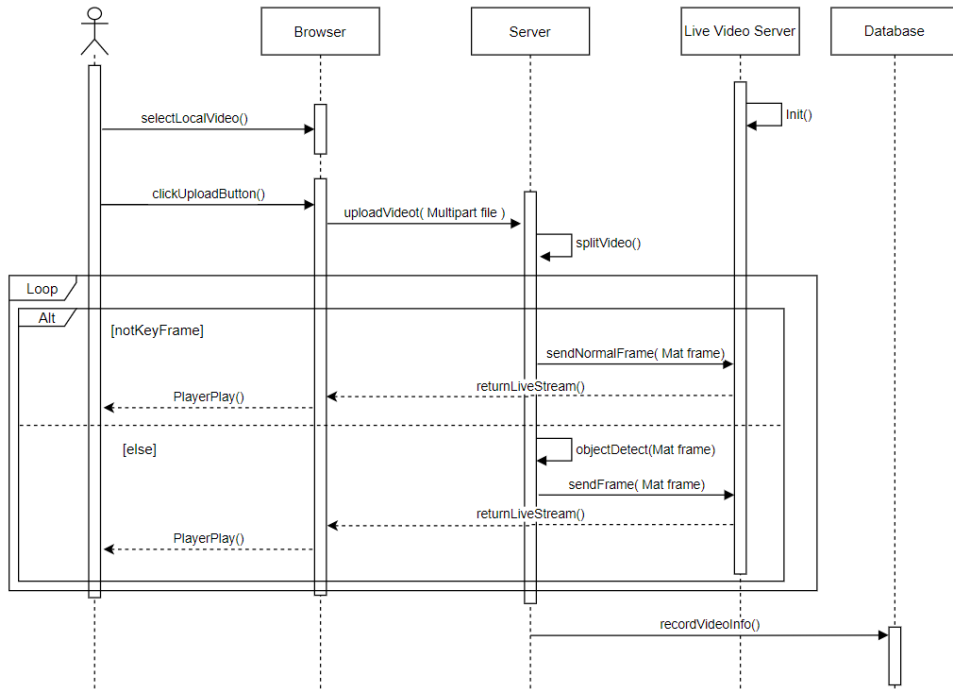 Browser
Server
Live Video Server
Database
Init()
selectLocalVideo()
clickUploadButton()
uploadVideot( Multipart file )
splitVideo()
Loop
Alt
[notKeyFrame]
sendNormalFrame( Mat frame)
returnLiveStream()
PlayerPlay()
[else]
objectDetect(Mat frame)
sendFrame( Mat frame)
returnLiveStream()
PlayerPlay()
recordVideoInfo()